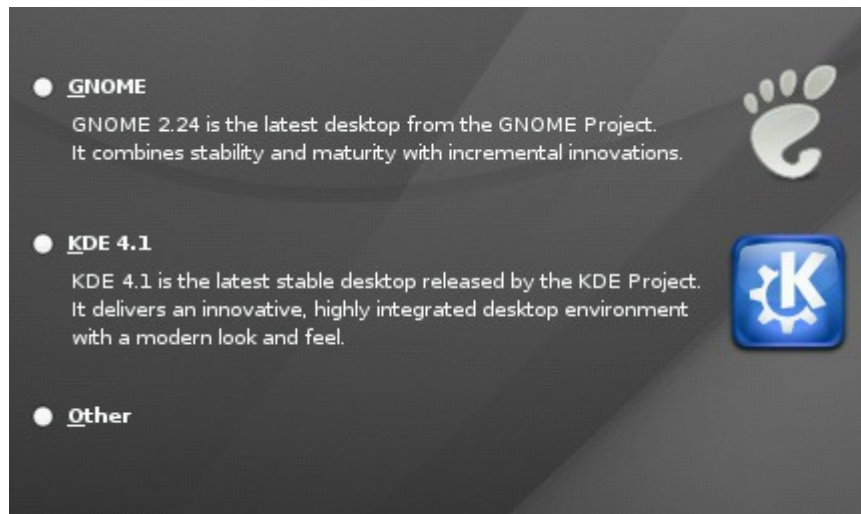 GNOME
GNOME 2.24 is the latest desktop from the GNOME Project.
It combines stability and maturity with incremental innovations.
KDE 4.1
KDE 4.1 is the latest stable desktop released by the KDE Project.
It delivers an innovative, highly integrated desktop environment
with a modern look and feel.
Other